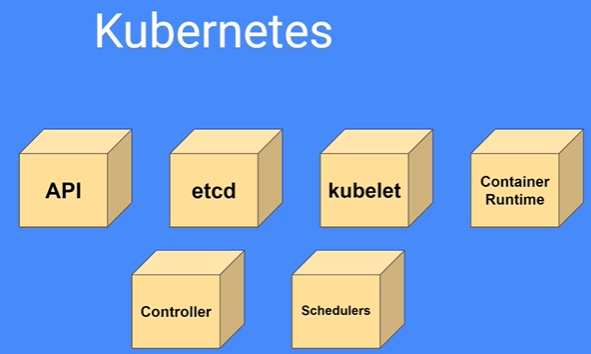 Kubernetes
API
etcd
kubelet
Container
Runtime
Controller
Schedulers